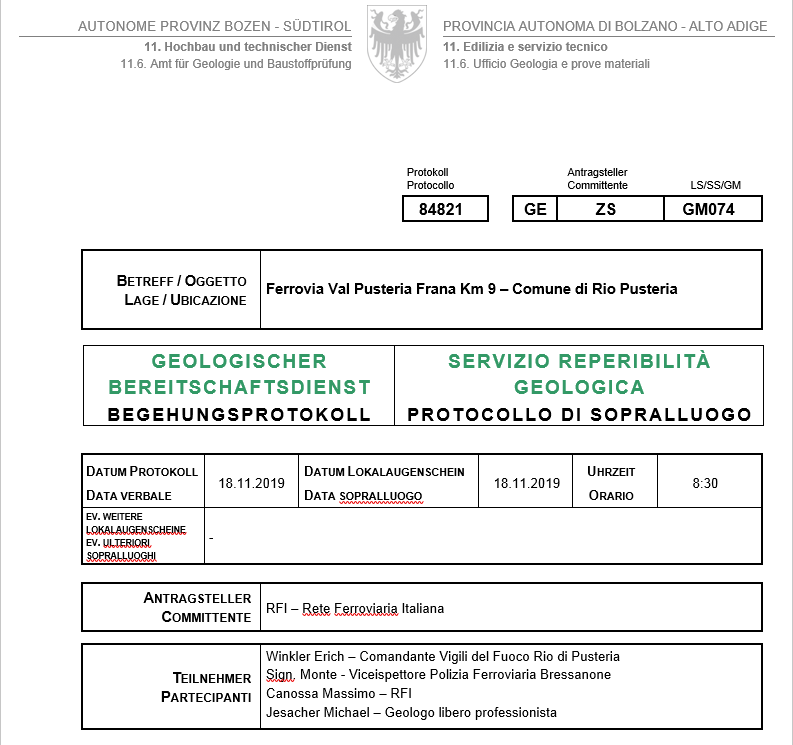 AUTONOME PROVINZ BOZEN - SÜDTIROL
PROVINCIA AUTONOMA DI BOLZANO - ALTO ADIGE
11. Hochbau und technischer Dienst
11. Edilizia e servizio tecnico
11.6. Amt für Geologie und Baustoffprüfung
11.6. Ufficio Geologia e prove materiali
Protokoll
Protocollo
Antragsteller
Committente
LS/SS/GM
84821
GE
ZS
GM074
BETREFF / OGGETTO
LAGE / UBICAZIONE
Ferrovia Val Pusteria Frana Km 9 – Comune di Rio Pusteria
GEOLOGISCHER
BEREITSCHAFTSDIENST
BEGEHUNGSPROTOKOLL
SERVIZIO REPERIBILITÀ
GEOLOGICA
PROTOCOLLO DI SOPRALLUOGO
DATUM PROTOKOLL
DATA VERBALE
18.11.2019
DATUM LOKALAUGENSCHEIN
DATA SOPRALLUOGO
18.11.2019
UHRZEIT
ORARIO
8:30
EV. WEITERE
LOKALAUGENSCHEINE
EV. ULTERIORI
SOPRALLUOGHI
-
ANTRAGSTELLER
COMMITTENTE
RFI – Rete Ferroviaria Italiana
TEILNEHMER
PARTECIPANTI
Winkler Erich – Comandante Vigili del Fuoco Rio di Pusteria
Sign. Monte - Viceispettore Polizia Ferroviaria Bressanone
Canossa Massimo – RFI
Jesacher Michael – Geologo libero professionista